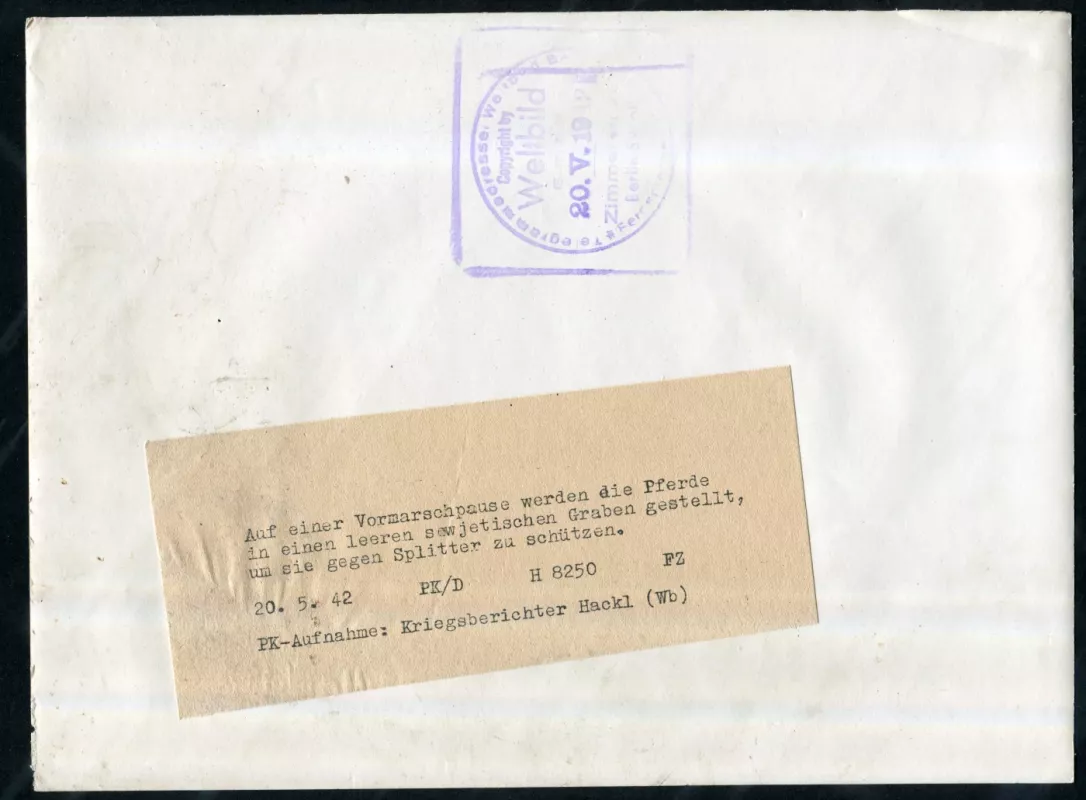 Copyright by
Weltbild
20. V. 19
Telegrammadresse:
Auf einer Vormarschpause werden die Pferde
in einen leeren sowjetischen Graben gestellt,
um sie gegen Splitter zu schützen.
20. 5. 42 PK/D H 8250 FZ
PK-Aufnahme: Kriegsberichter Hackl (Wb)